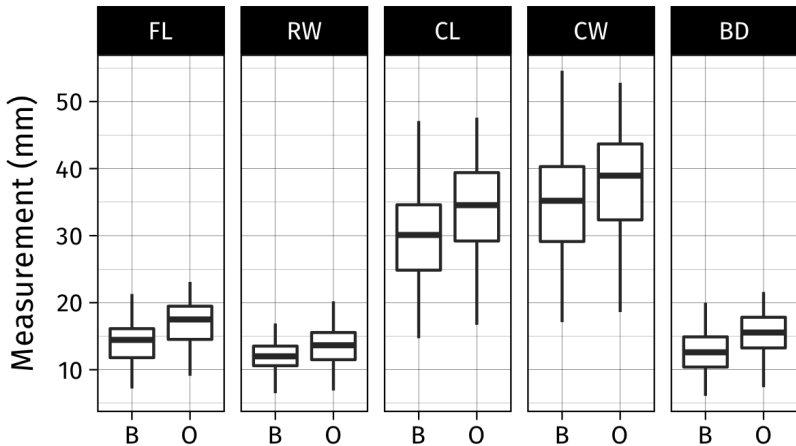 FL RW CL CW BD
Measurement (mm)
50
40
30
20
10
B O B O B O B O B O